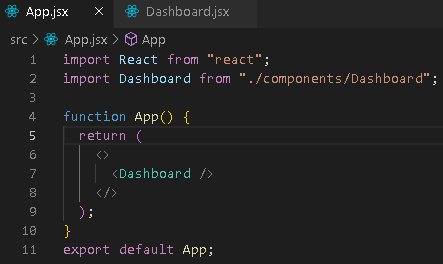 App.jsx × Dashboard.jsx
src > App.jsx > App
1 import React from "react";
2 import Dashboard from "./components/Dashboard";
3
4 function App() {
5   return (
6     <>
7       <Dashboard />
8     </>
9   );
10 }
11 export default App;